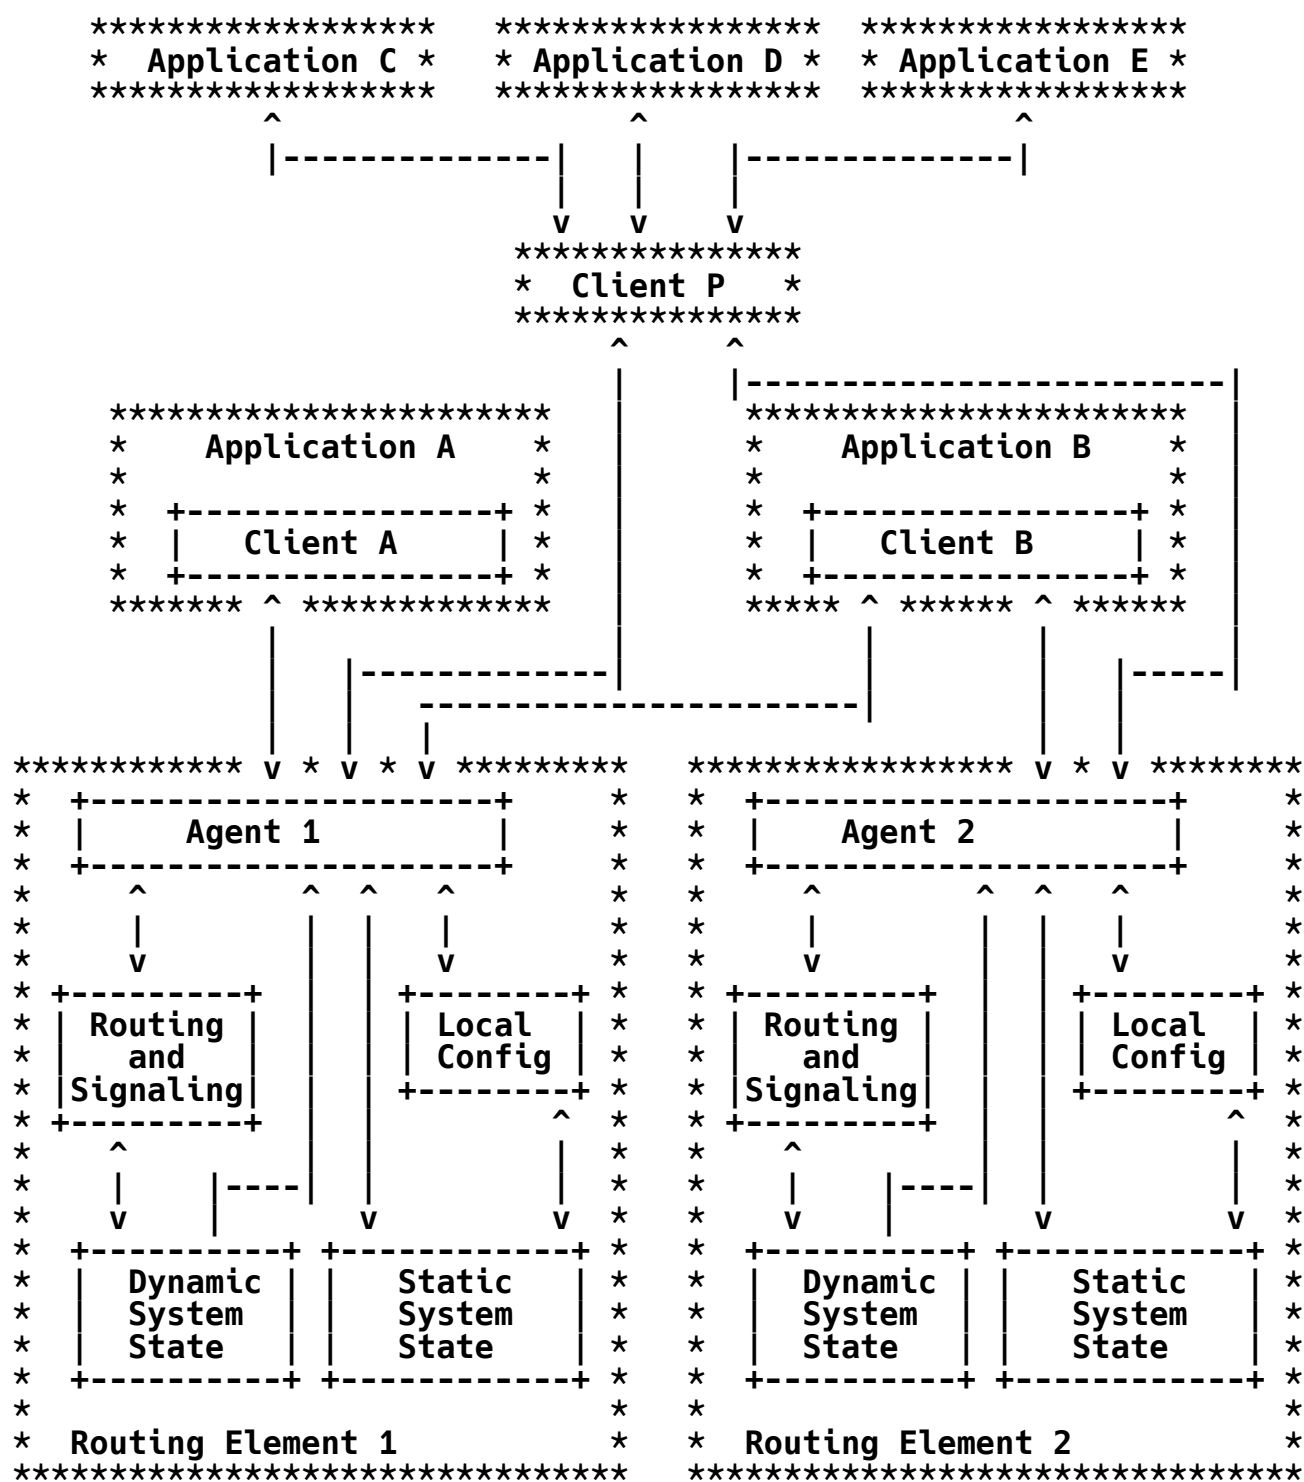 Application C Application D Application E
Client P
Application A Application B
Client A Client B
Agent 1 Agent 2
Routing Local Routing Local
and Config and Config
Signaling Signaling
Dynamic Static Dynamic Static
System System System System
State State State State
Routing Element 1 Routing Element 2